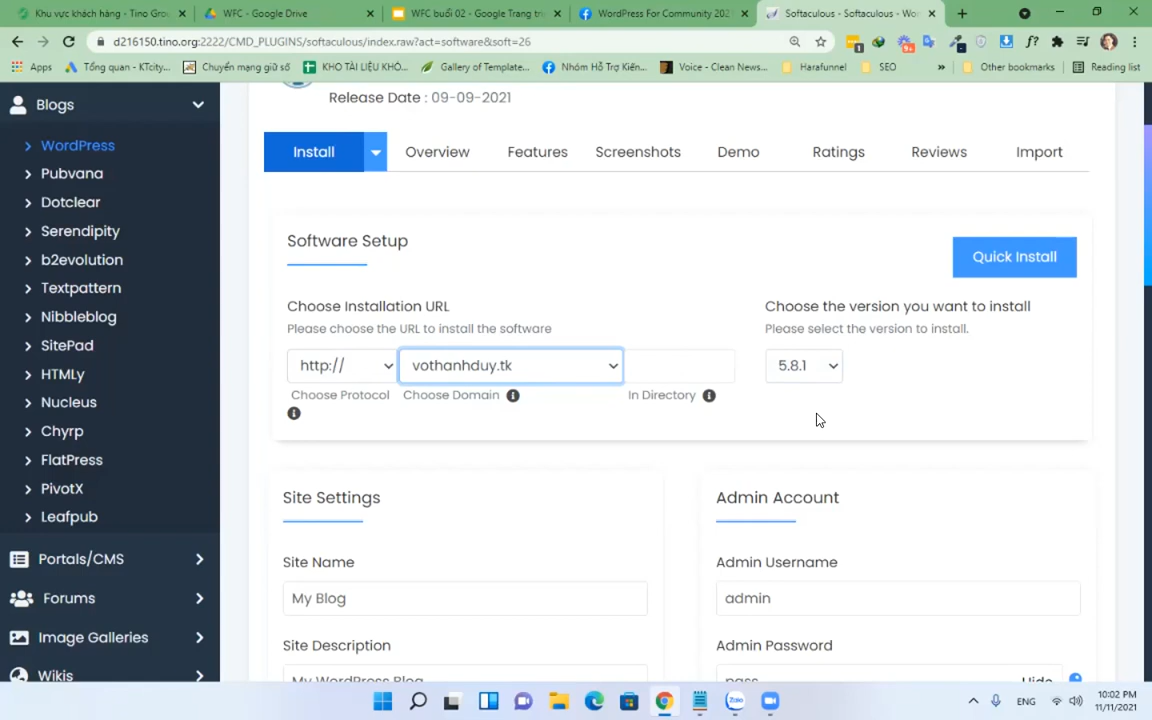 Khu vực khách hàng - Tino Grou
WFC - Google Drive
WFC buổi 02 - Google Trang trì
WordPress For Community 202
Softaculous - Softaculous - Wor
d216150.tino.org:2222/CMD_PLUGINS/softaculous/index.raw?act=software&soft=26
Apps
Tổng quan - KTcity,...
Chuyển mạng giữ số
KHO TÀI LIỆU KHÓ...
Gallery of Template...
Nhóm Hỗ Trợ Kiến...
Voice - Clean News...
Harafunnel
SEO
»
Other bookmarks
Reading list
Blogs
WordPress
Pubvana
Dotclear
Serendipity
b2evolution
Textpattern
Nibbleblog
SitePad
HTMLy
Nucleus
Chyrp
FlatPress
PivotX
Leafpub
Portals/CMS
Forums
Image Galleries
Wikis
Release Date : 09-09-2021
Install
Overview
Features
Screenshots
Demo
Ratings
Reviews
Import
Software Setup
Quick Install
Choose Installation URL
Please choose the URL to install the software
http://
vothanhduy.tk
Choose Protocol
Choose Domain
In Directory
Choose the version you want to install
Please select the version to install.
5.8.1
Site Settings
Site Name
My Blog
Site Description
My WordPress Blog
Admin Account
Admin Username
admin
Admin Password
pass
Hide
Zalo
ENG
10:02 PM
11/11/2021